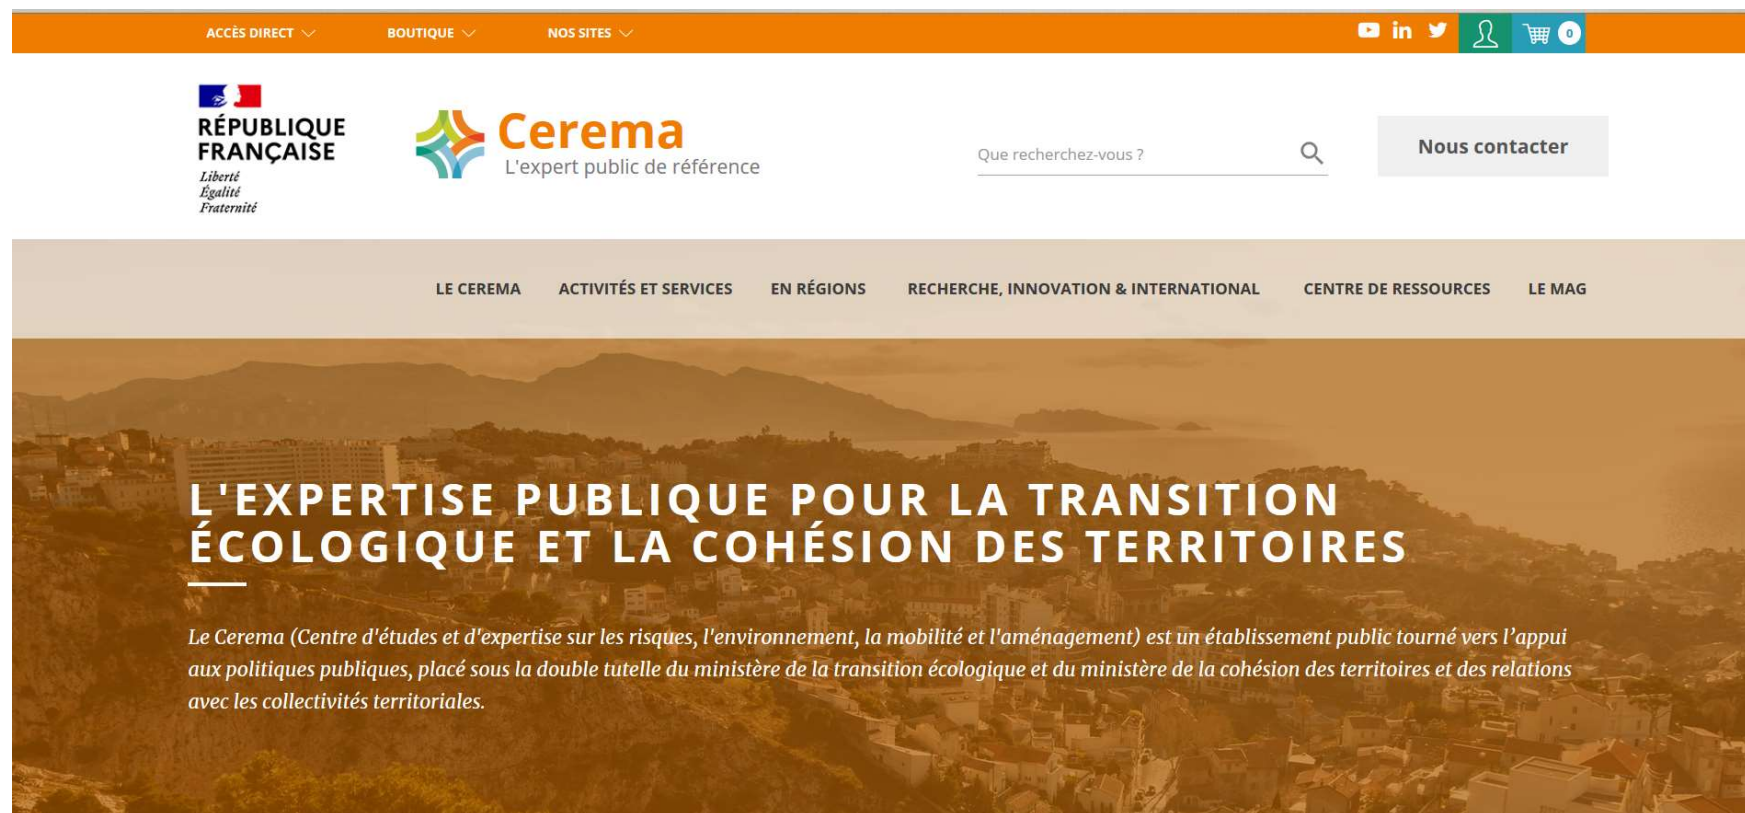 ACCÈS DIRECT
BOUTIQUE
NOS SITES
0
RÉPUBLIQUE
FRANÇAISE
Liberté
Égalité
Fraternité
Cerema
L'expert public de référence
Que recherchez-vous ?
Nous contacter
LE CEREMA
ACTIVITÉS ET SERVICES
EN RÉGIONS
RECHERCHE, INNOVATION & INTERNATIONAL
CENTRE DE RESSOURCES
LE MAG
L'EXPERTISE PUBLIQUE POUR LA TRANSITION
ÉCOLOGIQUE ET LA COHÉSION DES TERRITOIRES
Le Cerema (Centre d'études et d'expertise sur les risques, l'environnement, la mobilité et l'aménagement) est un établissement public tourné vers l’appui
aux politiques publiques, placé sous la double tutelle du ministère de la transition écologique et du ministère de la cohésion des territoires et des relations
avec les collectivités territoriales.